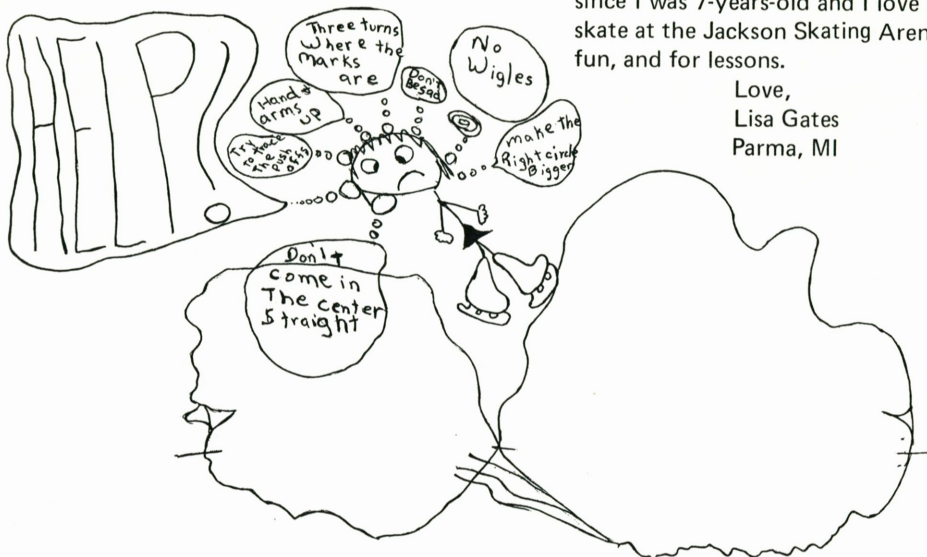 since I was 7-years-old and I love
skate at the Jackson Skating Aren
fun, and for lessons.
Love,
Lisa Gates
Parma, MI
HELP!
Three turns
where the
marks
are
No
Wigles
Don't
Be sad
Hand &
arms
up
Try
to trace
the
push
offs
make the
Right circle
Bigger
Don't
come in
The center
Straight